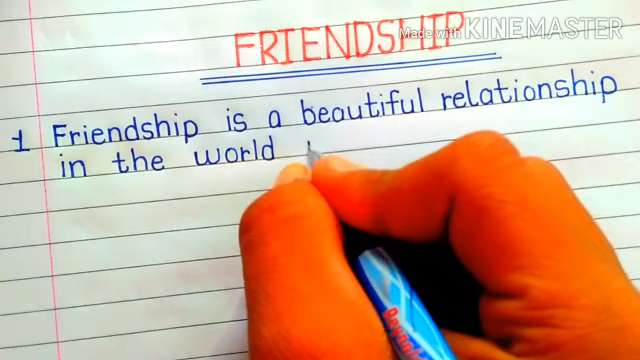 Made with KINEMASTER
FRIENDSHIP
1 Friendship is a beautiful relationship
in the world